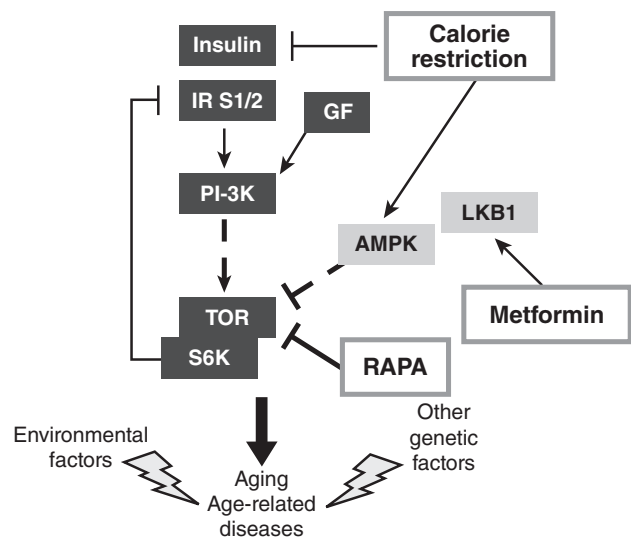 Insulin
Calorie
restriction
IR S1/2
GF
PI-3K
LKB1
AMPK
TOR
Metformin
S6K
RAPA
Environmental
factors
Other
genetic
factors
Aging
Age-related
diseases